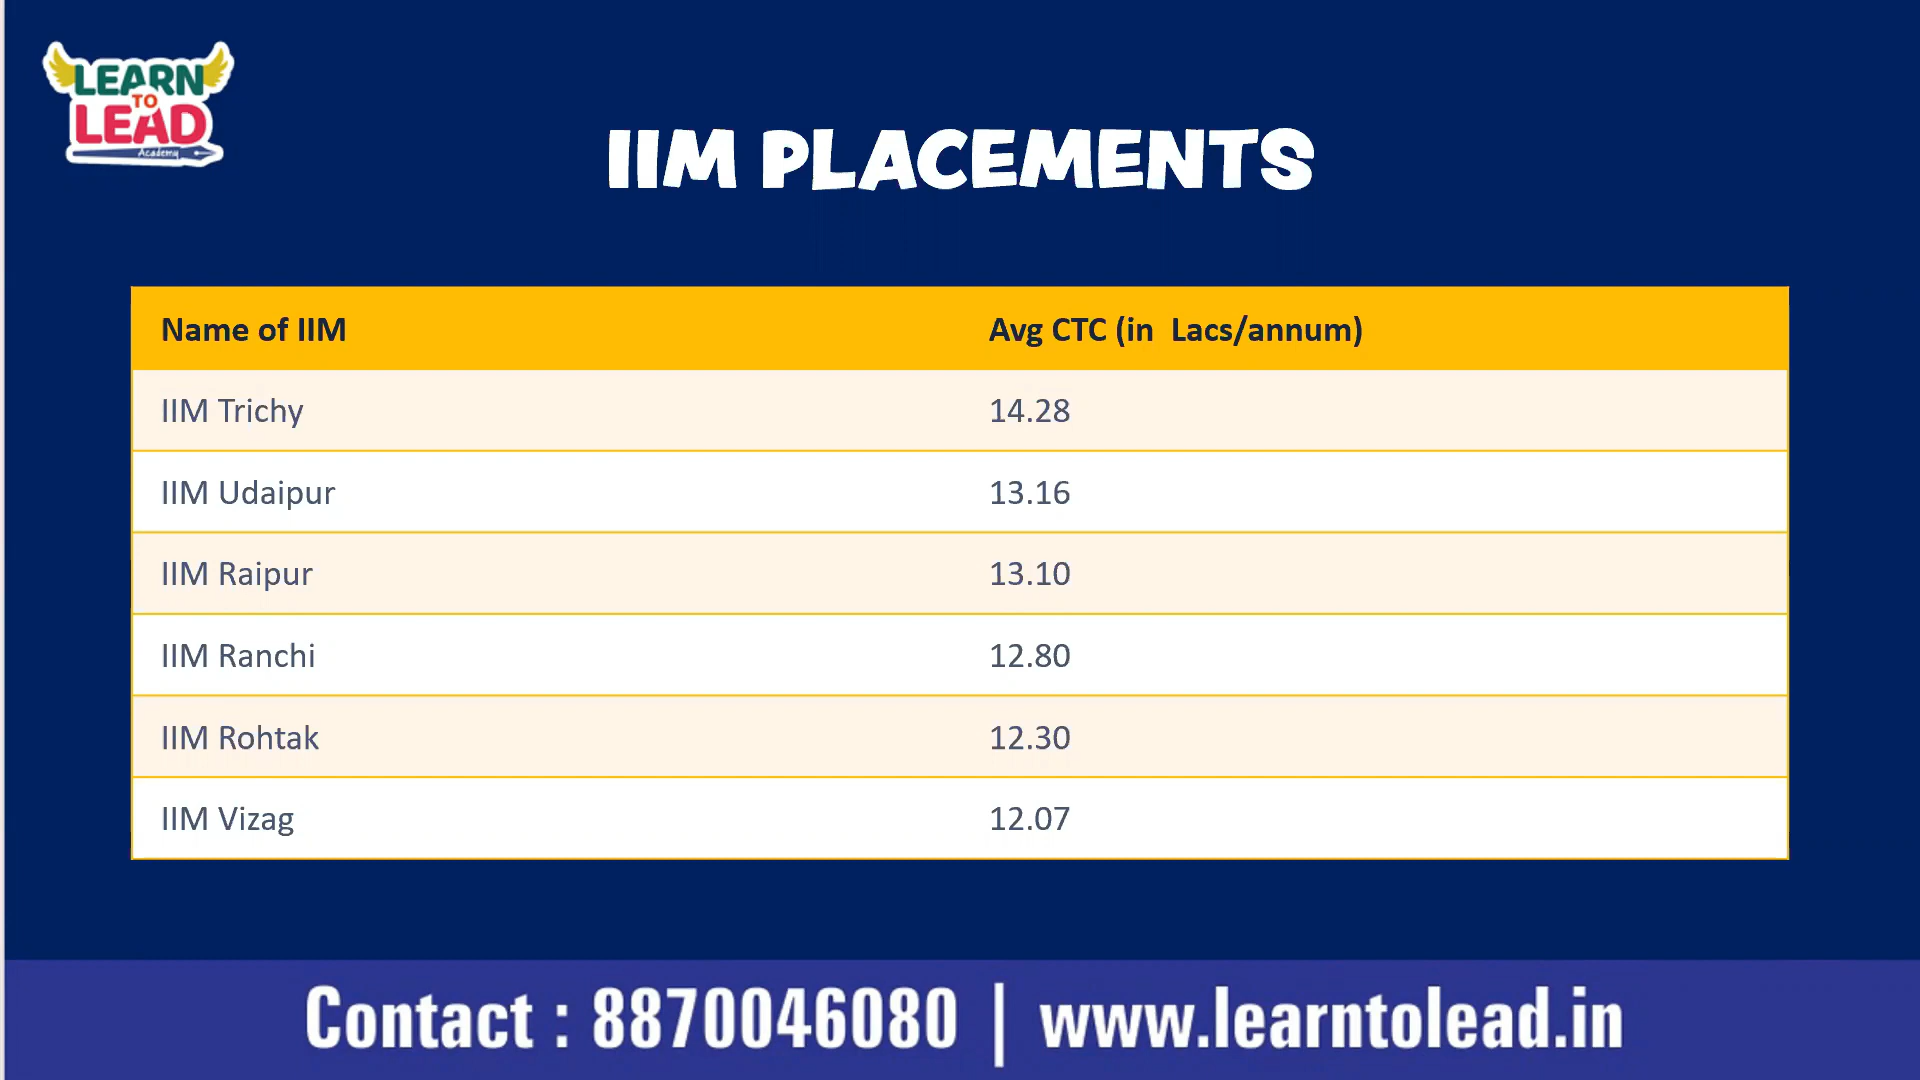 LEARN
TO
LEAD
Academy
IIM PLACEMENTS
Name of IIM Avg CTC (in Lacs/annum)
IIM Trichy 14.28
IIM Udaipur 13.16
IIM Raipur 13.10
IIM Ranchi 12.80
IIM Rohtak 12.30
IIM Vizag 12.07
Contact : 8870046080 | www.learntolead.in